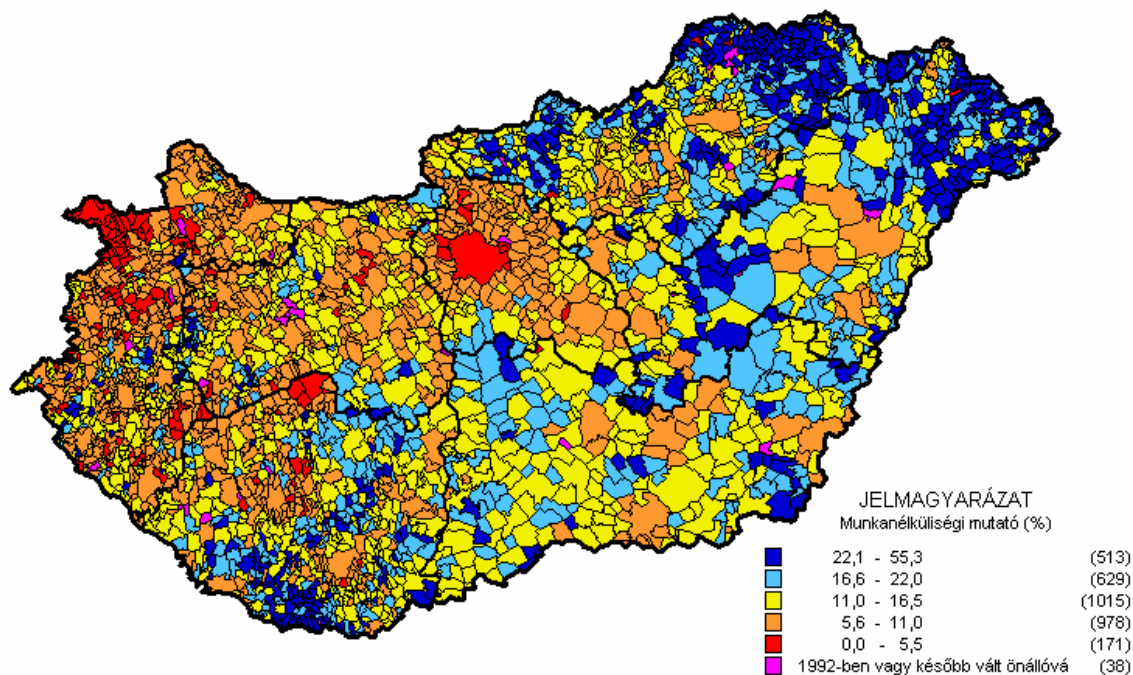 JELMAGYARÁZAT
Munkanélküliségi mutató (%)
22,1 - 55,3 (513)
16,6 - 22,0 (629)
11,0 - 16,5 (1015)
5,6 - 11,0 (978)
0,0 - 5,5 (171)
1992-ben vagy később vált önállóvá (38)